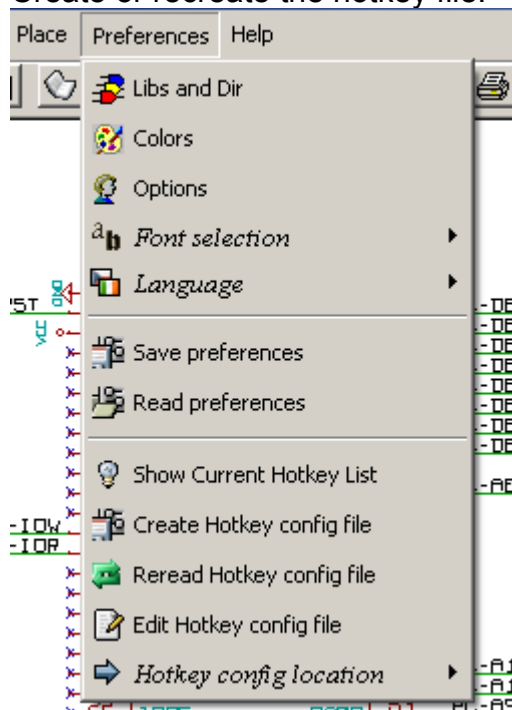 Create or recreate the hotkey file.
Place Preferences Help
Libs and Dir
Colors
Options
Font selection
Language
Save preferences
Read preferences
Show Current Hotkey List
Create Hotkey config file
Reread Hotkey config file
Edit Hotkey config file
Hotkey config location
VCC
-IOW
-IOR